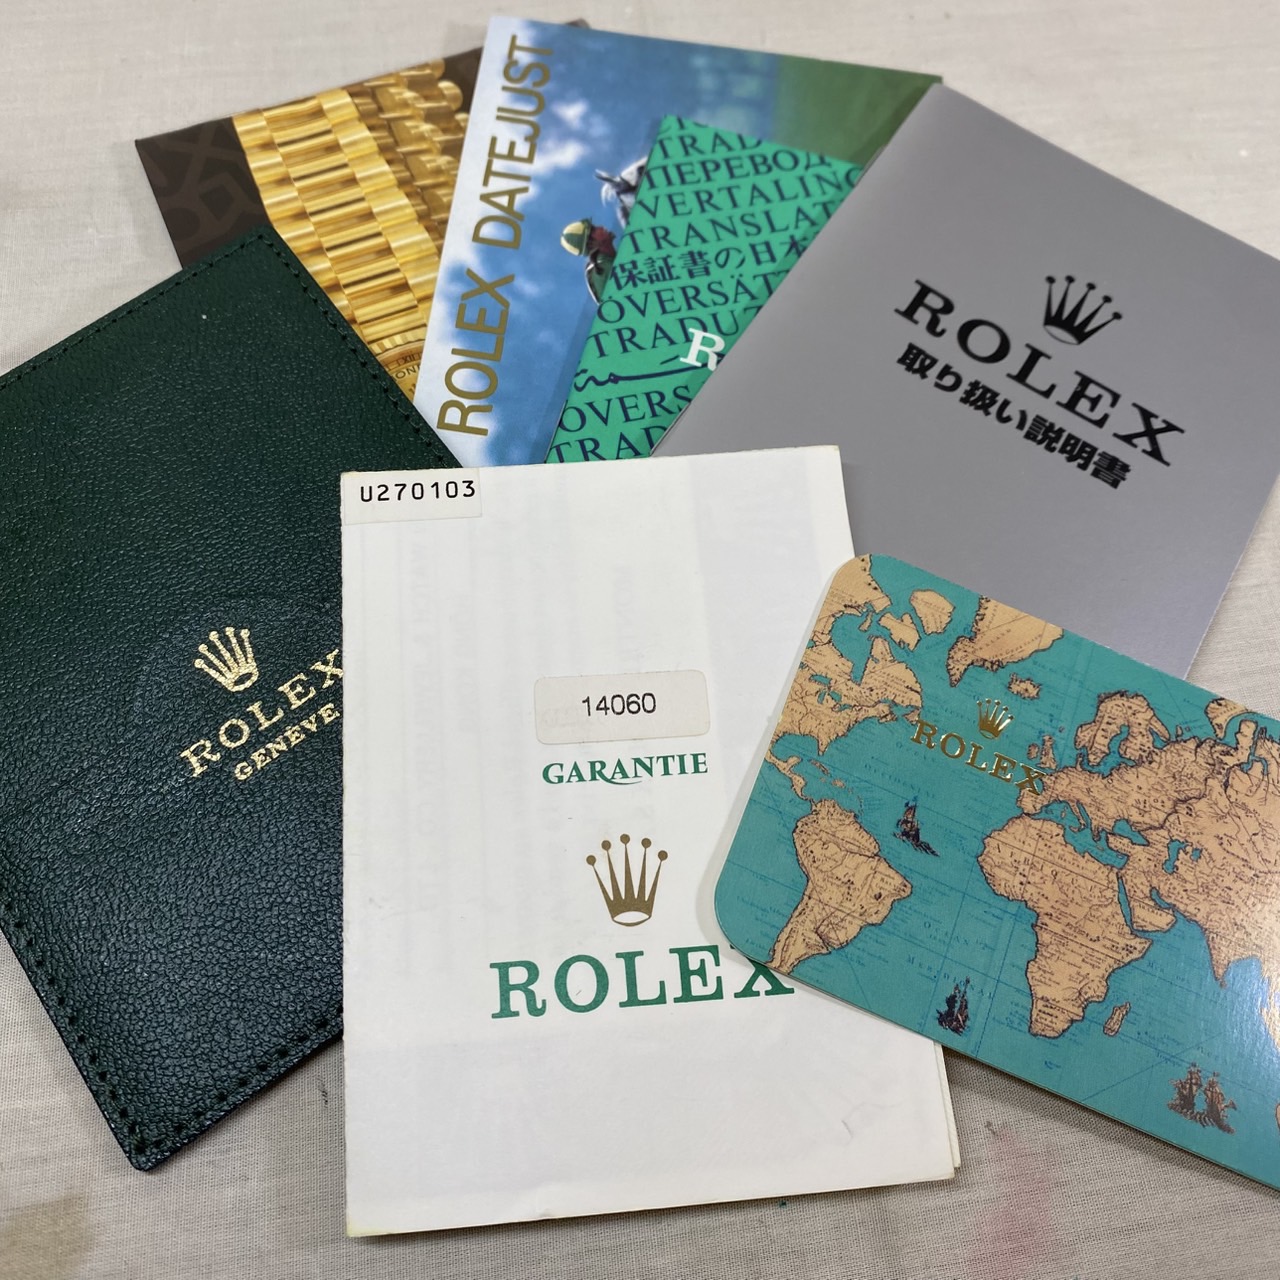 ROLEX DATEJUST
TRAD
ПЕРЕВОД
VERTALING
TRANSLAT
保証書の日本
ÖVERSÄT
TRADU
R
OVERS
TRAD
ROLEX
取り扱い説明書
ROLEX
GENEVE
U270103
14060
GARANTIE
ROLEX
ROLEX